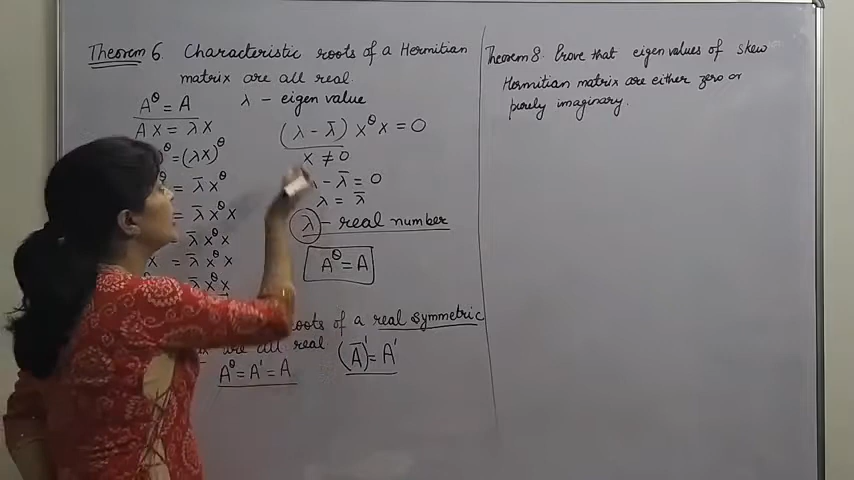 Theorem 6. Characteristic roots of a Hermitian
matrix are all real.
A^θ = A
λ - eigen value
AX = λX
= (λX)^θ
= λ̄ X^θ
= λ̄ X^θ X
= λ̄ X^θ X
X = λ̄ X^θ X
= λ̄ X^θ X
(λ - λ̄) X^θ X = 0
X ≠ 0
λ - λ̄ = 0
λ = λ̄
λ - real number
A^θ = A
roots of a real symmetric
are all real
A^θ = A' = A
(Ā)' = A'
Theorem 8. Prove that eigen values of skew
Hermitian matrix are either zero or
purely imaginary.